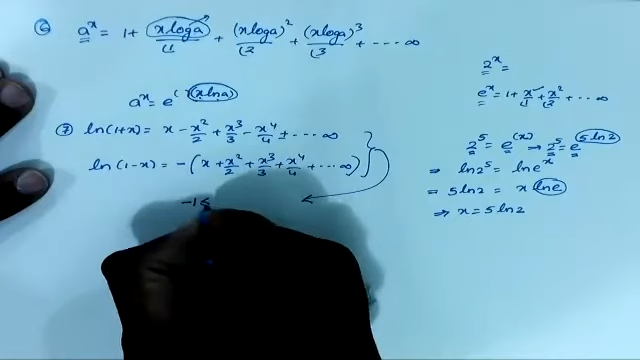 ⑥ a^x = 1 + (x log a)/⌊1 + (x log a)^2/⌊2 + (x log a)^3/⌊3 + .... ∞
a^x = e^(x ln a)
⑦ ln(1+x) = x - x^2/2 + x^3/3 - x^4/4 + .... ∞
ln(1-x) = -(x + x^2/2 + x^3/3 + x^4/4 + .... ∞)
-1 ≤
2^x =
e^x = 1 + x/⌊1 + x^2/⌊2 + ... ∞
2^5 = e^(x) ⇒ 2^5 = e^(5 ln 2)
⇒ ln 2^5 = ln e^x
= 5 ln 2 = x ln e
⇒ x = 5 ln 2